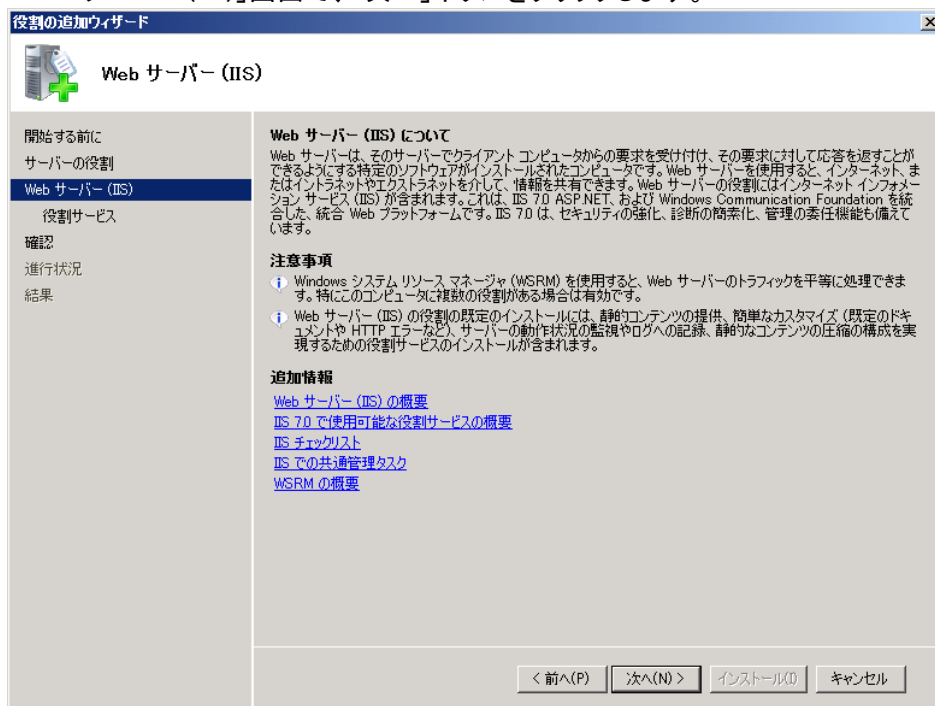 役割の追加ウィザード
Web サーバー (IIS)
開始する前に
サーバーの役割
Web サーバー (IIS)
役割サービス
確認
進行状況
結果
Web サーバー (IIS) について
Web サーバーは、そのサーバーでクライアント コンピュータからの要求を受け付け、その要求に対して応答を返すことが
できるようにする特定のソフトウェアがインストールされたコンピュータです。Web サーバーを使用すると、インターネット、ま
たはイントラネットやエクストラネットを介して、情報を共有できます。Web サーバーの役割にはインターネット インフォメー
ション サービス (IIS) が含まれます。これは、IIS 7.0 ASP.NET、および Windows Communication Foundation を統
合した、統合 Web プラットフォームです。IIS 7.0 は、セキュリティの強化、診断の簡素化、管理の委任機能も備えて
います。
注意事項
Windows システム リソース マネージャ (WSRM) を使用すると、Web サーバーのトラフィックを平等に処理できま
す。特にこのコンピュータに複数の役割がある場合は有効です。
Web サーバー (IIS) の役割の既定のインストールには、静的コンテンツの提供、簡単なカスタマイズ (既定のドキ
ュメントや HTTP エラーなど)、サーバーの動作状況の監視やログへの記録、静的なコンテンツの圧縮の構成を実
現するための役割サービスのインストールが含まれます。
追加情報
Web サーバー (IIS) の概要
IIS 7.0 で使用可能な役割サービスの概要
IIS チェックリスト
IIS での共通管理タスク
WSRM の概要
< 前へ(P)
次へ(N) >
インストール(I)
キャンセル